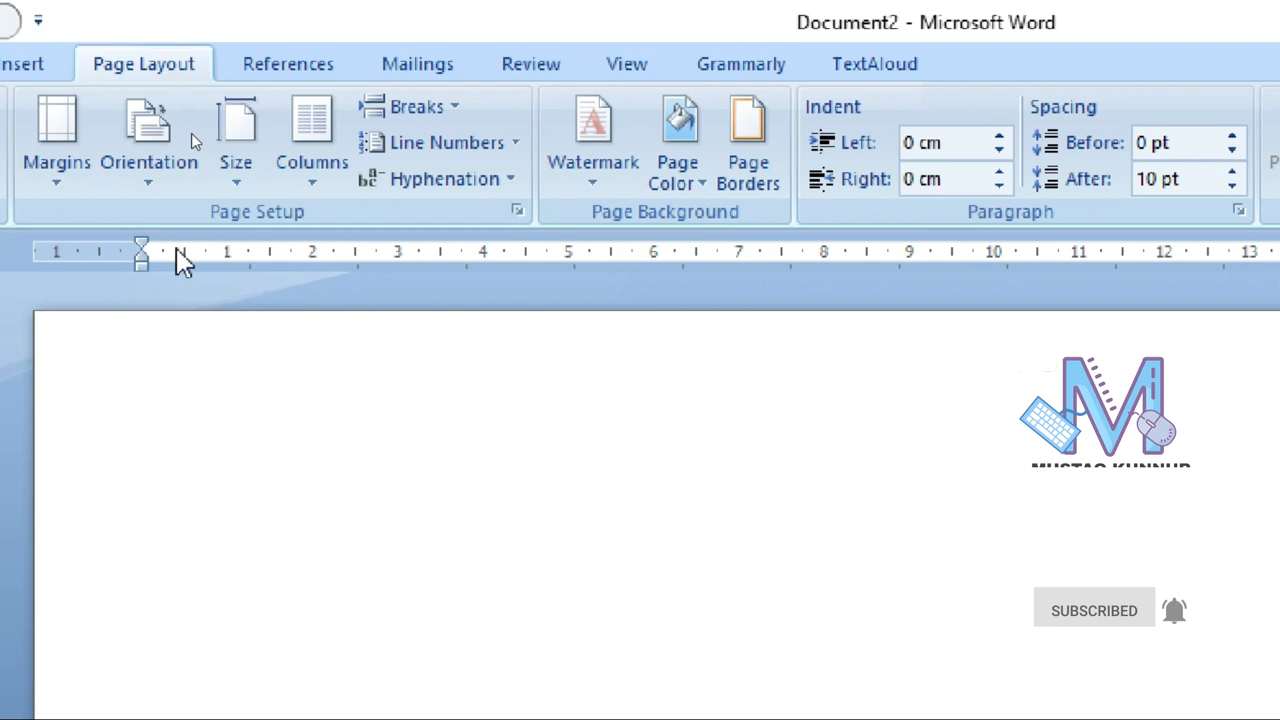 Document2 - Microsoft Word
nsert Page Layout References Mailings Review View Grammarly TextAloud
Margins Orientation Size Columns Breaks Line Numbers Hyphenation
Page Setup
Watermark Page Color Page Borders
Page Background
Indent Spacing
Left: 0 cm Before: 0 pt
Right: 0 cm After: 10 pt
Paragraph
1 1 2 3 4 5 6 7 8 9 10 11 12 13
M
SUBSCRIBED